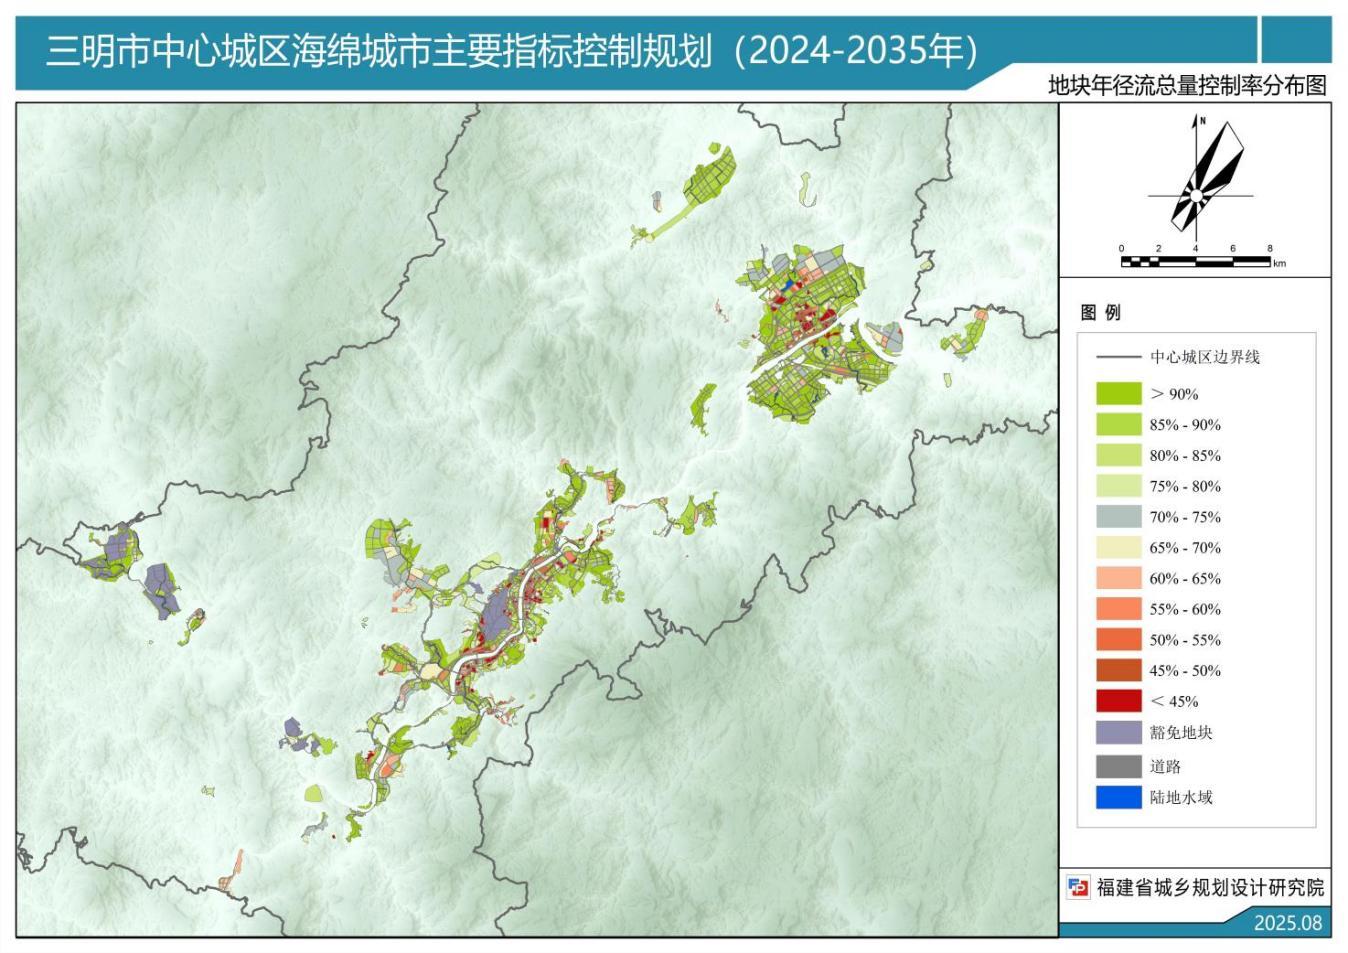 三明市中心城区海绵城市主要指标控制规划（2024-2035年）
地块年径流总量控制率分布图
N
0 2 4 6 8
km
图 例
中心城区边界线
> 90%
85% - 90%
80% - 85%
75% - 80%
70% - 75%
65% - 70%
60% - 65%
55% - 60%
50% - 55%
45% - 50%
< 45%
豁免地块
道路
陆地水域
福建省城乡规划设计研究院
2025.08